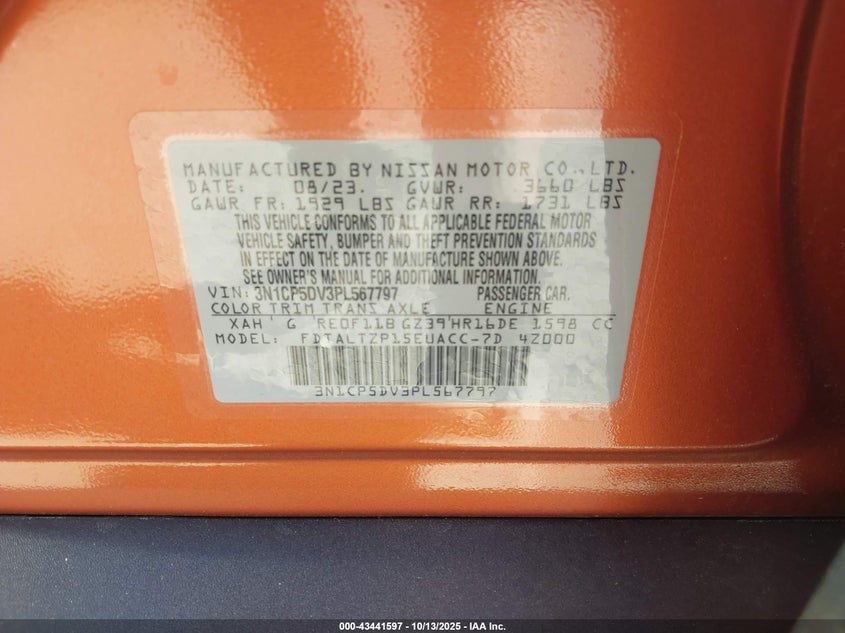 MANUFACTURED BY NISSAN MOTOR CO.,LTD.
DATE: 08/23. GVWR: 3660 LBS
GAWR FR: 1929 LBS GAWR RR: 1731 LBS
THIS VEHICLE CONFORMS TO ALL APPLICABLE FEDERAL MOTOR
VEHICLE SAFETY, BUMPER AND THEFT PREVENTION STANDARDS
IN EFFECT ON THE DATE OF MANUFACTURE SHOWN ABOVE.
SEE OWNER'S MANUAL FOR ADDITIONAL INFORMATION.
VIN: 3N1CP5DV3PL567797 PASSENGER CAR.
COLOR TRIM TRANS AXLE ENGINE
XAH G RE0F11B GZ39 HR16DE 1598 CC
MODEL: FDTALTZP15EUACC-7D 4Z000
3N1CP5DV3PL567797
000-43441597 - 10/13/2025 - IAA Inc.